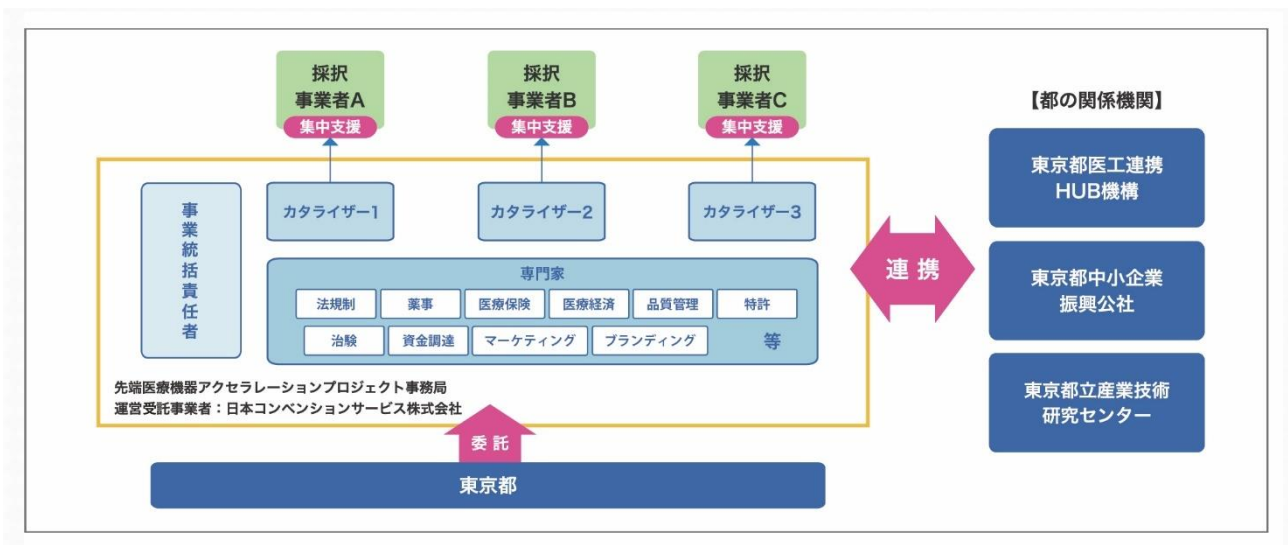 採択
事業者A
集中支援
採択
事業者B
集中支援
採択
事業者C
集中支援
【都の関係機関】
事業統括責任者
カタライザー1
カタライザー2
カタライザー3
専門家
法規制
薬事
医療保険
医療経済
品質管理
特許
治験
資金調達
マーケティング
ブランディング
等
先端医療機器アクセラレーションプロジェクト事務局
運営受託事業者：日本コンベンションサービス株式会社
連携
東京都医工連携
HUB機構
東京都中小企業
振興公社
東京都立産業技術
研究センター
委託
東京都